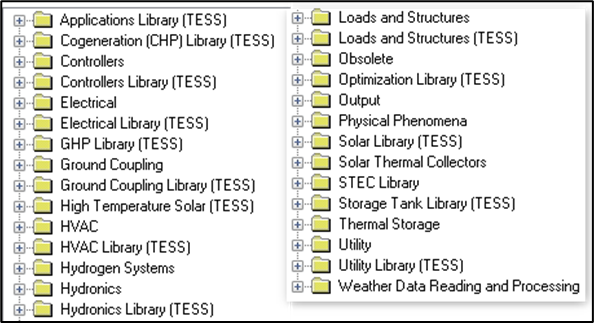 Applications Library (TESS)
Cogeneration (CHP) Library (TESS)
Controllers
Controllers Library (TESS)
Electrical
Electrical Library (TESS)
GHP Library (TESS)
Ground Coupling
Ground Coupling Library (TESS)
High Temperature Solar (TESS)
HVAC
HVAC Library (TESS)
Hydrogen Systems
Hydronics
Hydronics Library (TESS)
Loads and Structures
Loads and Structures (TESS)
Obsolete
Optimization Library (TESS)
Output
Physical Phenomena
Solar Library (TESS)
Solar Thermal Collectors
STEC Library
Storage Tank Library (TESS)
Thermal Storage
Utility
Utility Library (TESS)
Weather Data Reading and Processing